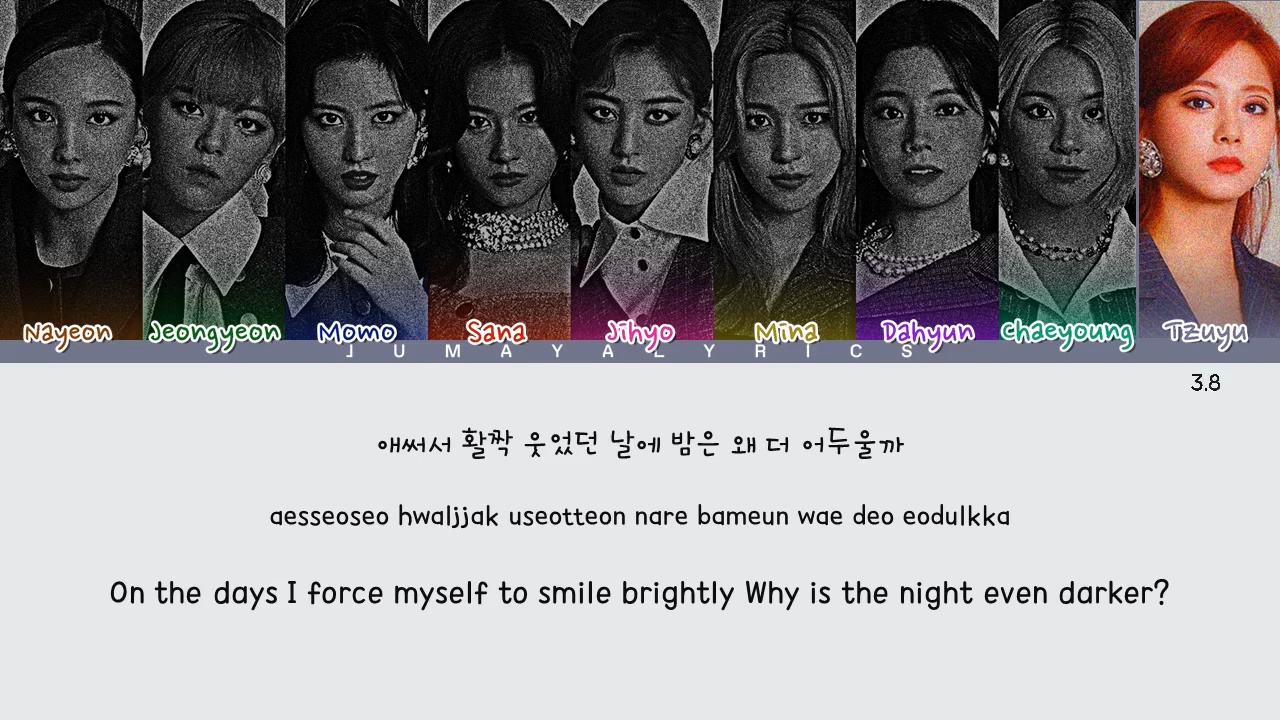 Nayeon Jeongyeon Momo Sana Jihyo Mina Dahyun Chaeyoung Tzuyu
JUMAYALYRICS
3.8
애써서 활짝 웃었던 날에 밤은 왜 더 어두울까
aesseoseo hwaljjak useotteon nare bameun wae deo eodulkka
On the days I force myself to smile brightly Why is the night even darker?